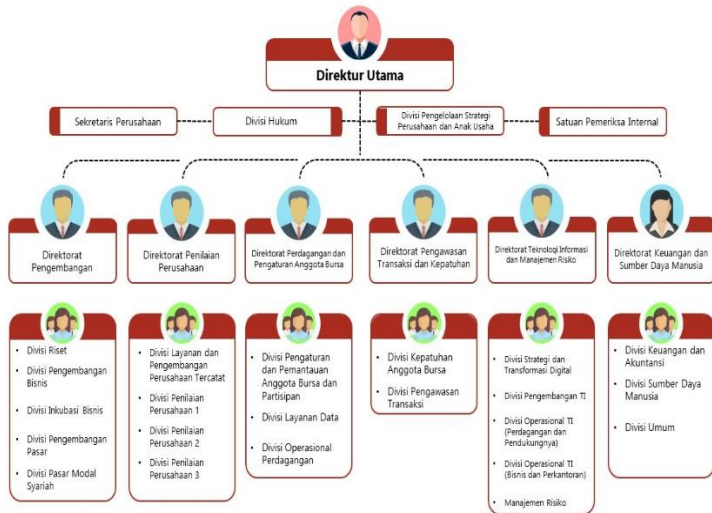 Direktur Utama
Sekretaris Perusahaan
Divisi Hukum
Divisi Pengelolaan Strategi
Perusahaan dan Anak Usaha
Satuan Pemeriksa Internal
Direktorat
Pengembangan
Direktorat Penilaian
Perusahaan
Direktorat Perdagangan dan
Pengaturan Anggota Bursa
Direktorat Pengawasan
Transaksi dan Kepatuhan
Direktorat Teknologi Informasi
dan Manajemen Risiko
Direktorat Keuangan dan
Sumber Daya Manusia
• Divisi Riset
• Divisi Pengembangan
Bisnis
• Divisi Inkubasi Bisnis
• Divisi Pengembangan
Pasar
• Divisi Pasar Modal
Syariah
• Divisi Layanan dan
Pengembangan
Perusahaan Tercatat
• Divisi Penilaian
Perusahaan 1
• Divisi Penilaian
Perusahaan 2
• Divisi Penilaian
Perusahaan 3
• Divisi Pengaturan
dan Pemantauan
Anggota Bursa dan
Partisipan
• Divisi Layanan Data
• Divisi Operasional
Perdagangan
• Divisi Kepatuhan
Anggota Bursa
• Divisi Pengawasan
Transaksi
• Divisi Strategi dan
Transformasi Digital
• Divisi Pengembangan TI
• Divisi Operasional TI
(Perdagangan dan
Pendukungnya)
• Divisi Operasional TI
(Bisnis dan Perkantoran)
• Manajemen Risiko
• Divisi Keuangan dan
Akuntansi
• Divisi Sumber Daya
Manusia
• Divisi Umum